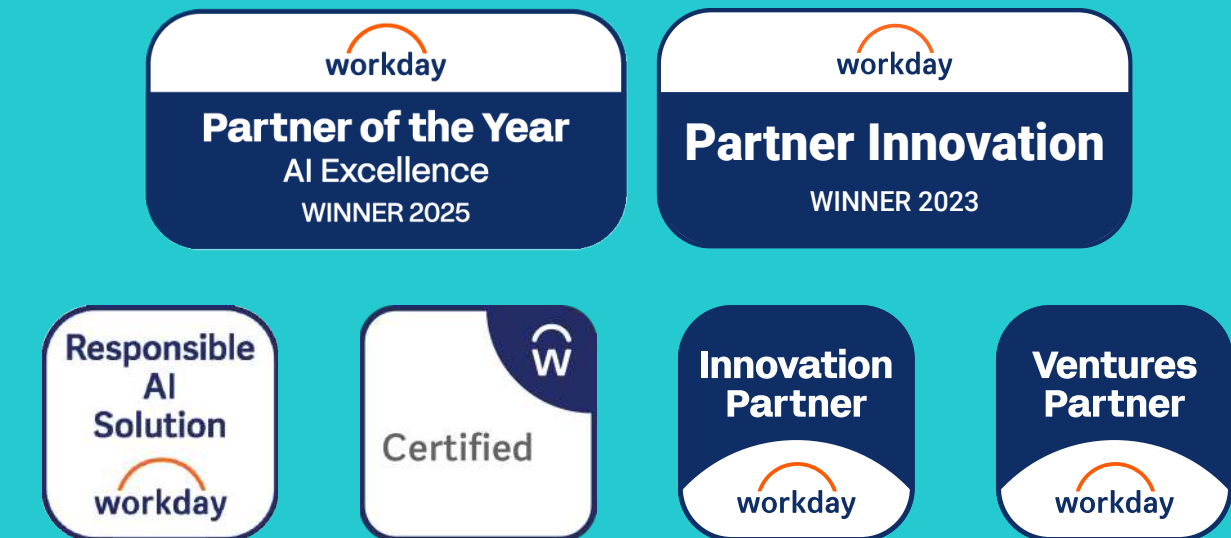 workday
Partner of the Year
AI Excellence
WINNER 2025
workday
Partner Innovation
WINNER 2023
Responsible
AI
Solution
workday
W
Certified
Innovation
Partner
workday
Ventures
Partner
workday